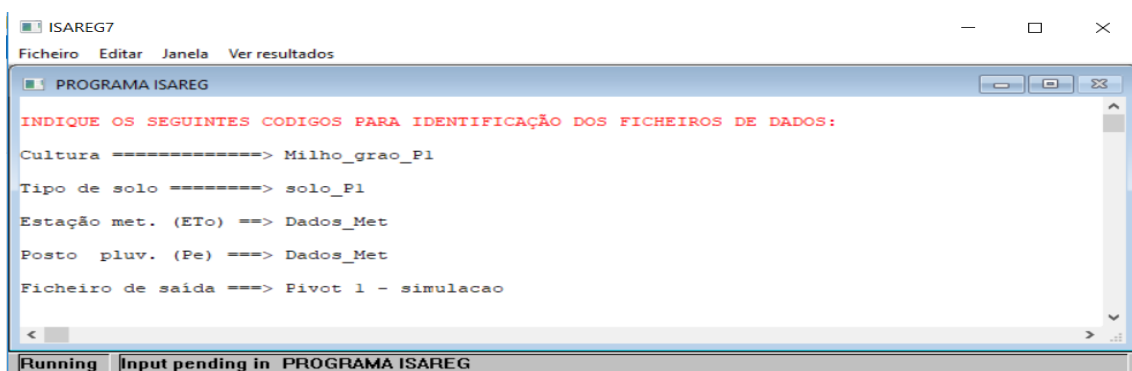 ISAREG7
Ficheiro Editar Janela Ver resultados
PROGRAMA ISAREG
INDIQUE OS SEGUINTES CODIGOS PARA IDENTIFICAÇÃO DOS FICHEIROS DE DADOS:
Cultura =============> Milho_grao_P1
Tipo de solo ========> solo_P1
Estação met. (ETo) ==> Dados_Met
Posto pluv. (Pe) ===> Dados_Met
Ficheiro de saída ===> Pivot 1 - simulacao
Running Input pending in PROGRAMA ISAREG